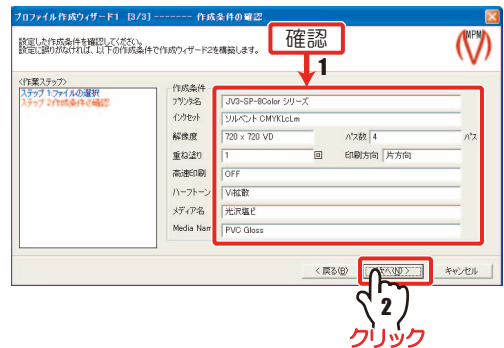 プロファイル作成ウィザード1 [3/3] ------- 作成条件の確認
設定した作成条件を確認してください。
設定に誤りがなければ、以下の作成条件で作成ウィザード2を構築します。
確認
MPM
1
<作業ステップ>
ステップ 1:ファイルの選択
ステップ 2:作成条件の確認
作成条件
プリンタ名 JV3-SP-8Color シリーズ
インクセット ソルベント CMYKLcLm
解像度 720 x 720 VD パス数 4 パス
重ね塗り 1 回 印刷方向 片方向
高速印刷 OFF
ハーフトーン Vi拡散
メディア名 光沢塩ビ
Media Nam PVC Gloss
< 戻る(B) 次へ(N) > キャンセル
2
クリック